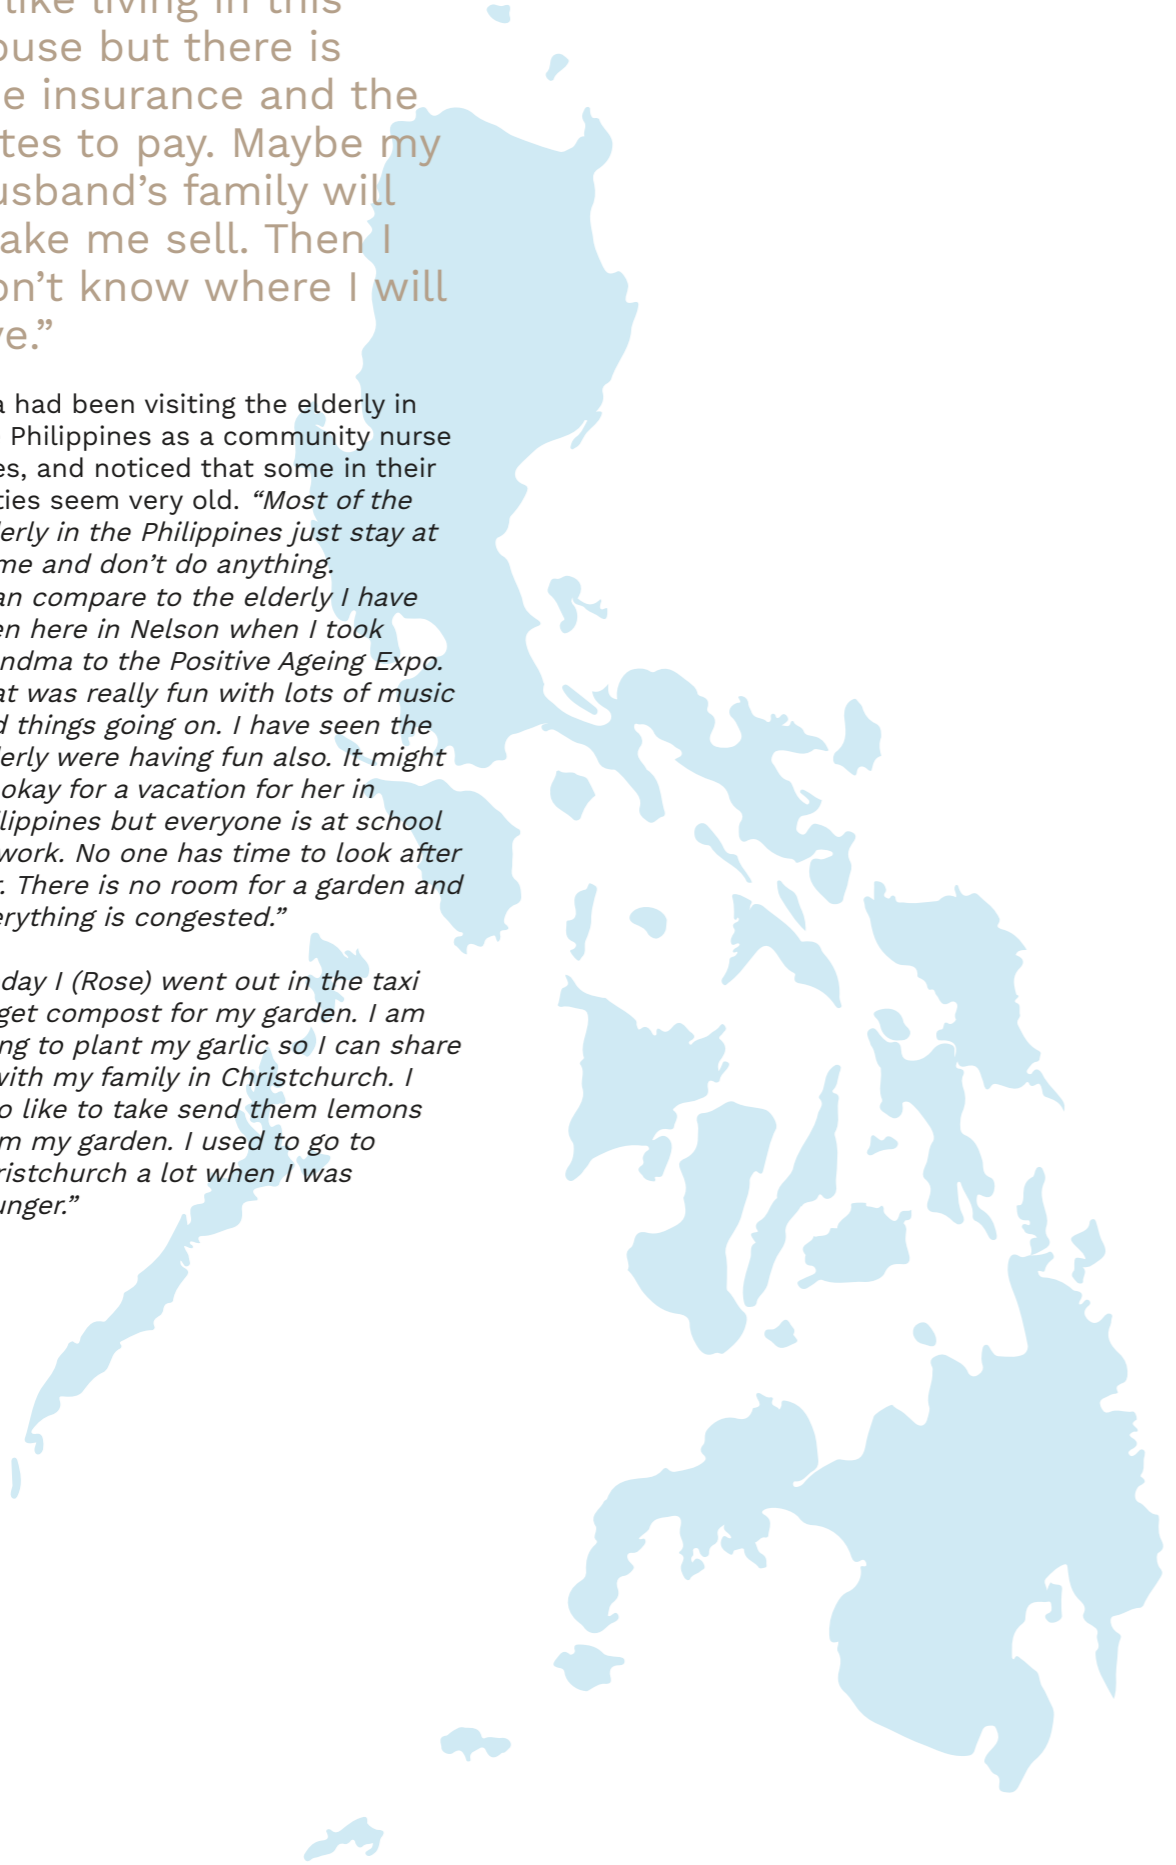 like living in this
ouse but there is
e insurance and the
tes to pay. Maybe my
usband’s family will
ake me sell. Then I
on’t know where I will
ve.”
a had been visiting the elderly in
Philippines as a community nurse
es, and noticed that some in their
ties seem very old. “Most of the
derly in the Philippines just stay at
me and don’t do anything.
an compare to the elderly I have
en here in Nelson when I took
andma to the Positive Ageing Expo.
at was really fun with lots of music
d things going on. I have seen the
derly were having fun also. It might
okay for a vacation for her in
ilippines but everyone is at school
work. No one has time to look after
r. There is no room for a garden and
erything is congested.”
day I (Rose) went out in the taxi
get compost for my garden. I am
ing to plant my garlic so I can share
with my family in Christchurch. I
o like to take send them lemons
om my garden. I used to go to
ristchurch a lot when I was
unger.”